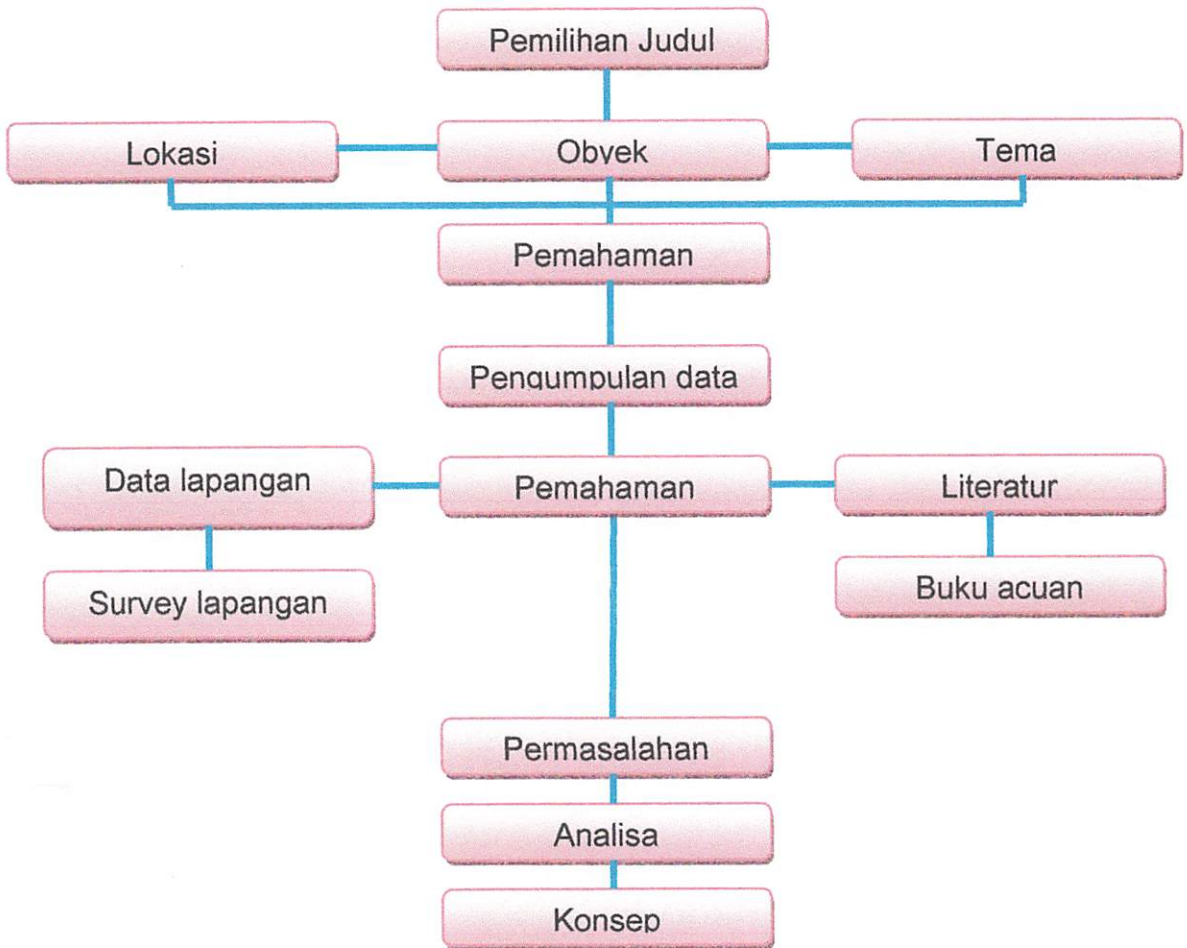 Pemilihan Judul
Lokasi
Obyek
Tema
Pemahaman
Pengumpulan data
Data lapangan
Pemahaman
Literatur
Survey lapangan
Buku acuan
Permasalahan
Analisa
Konsep